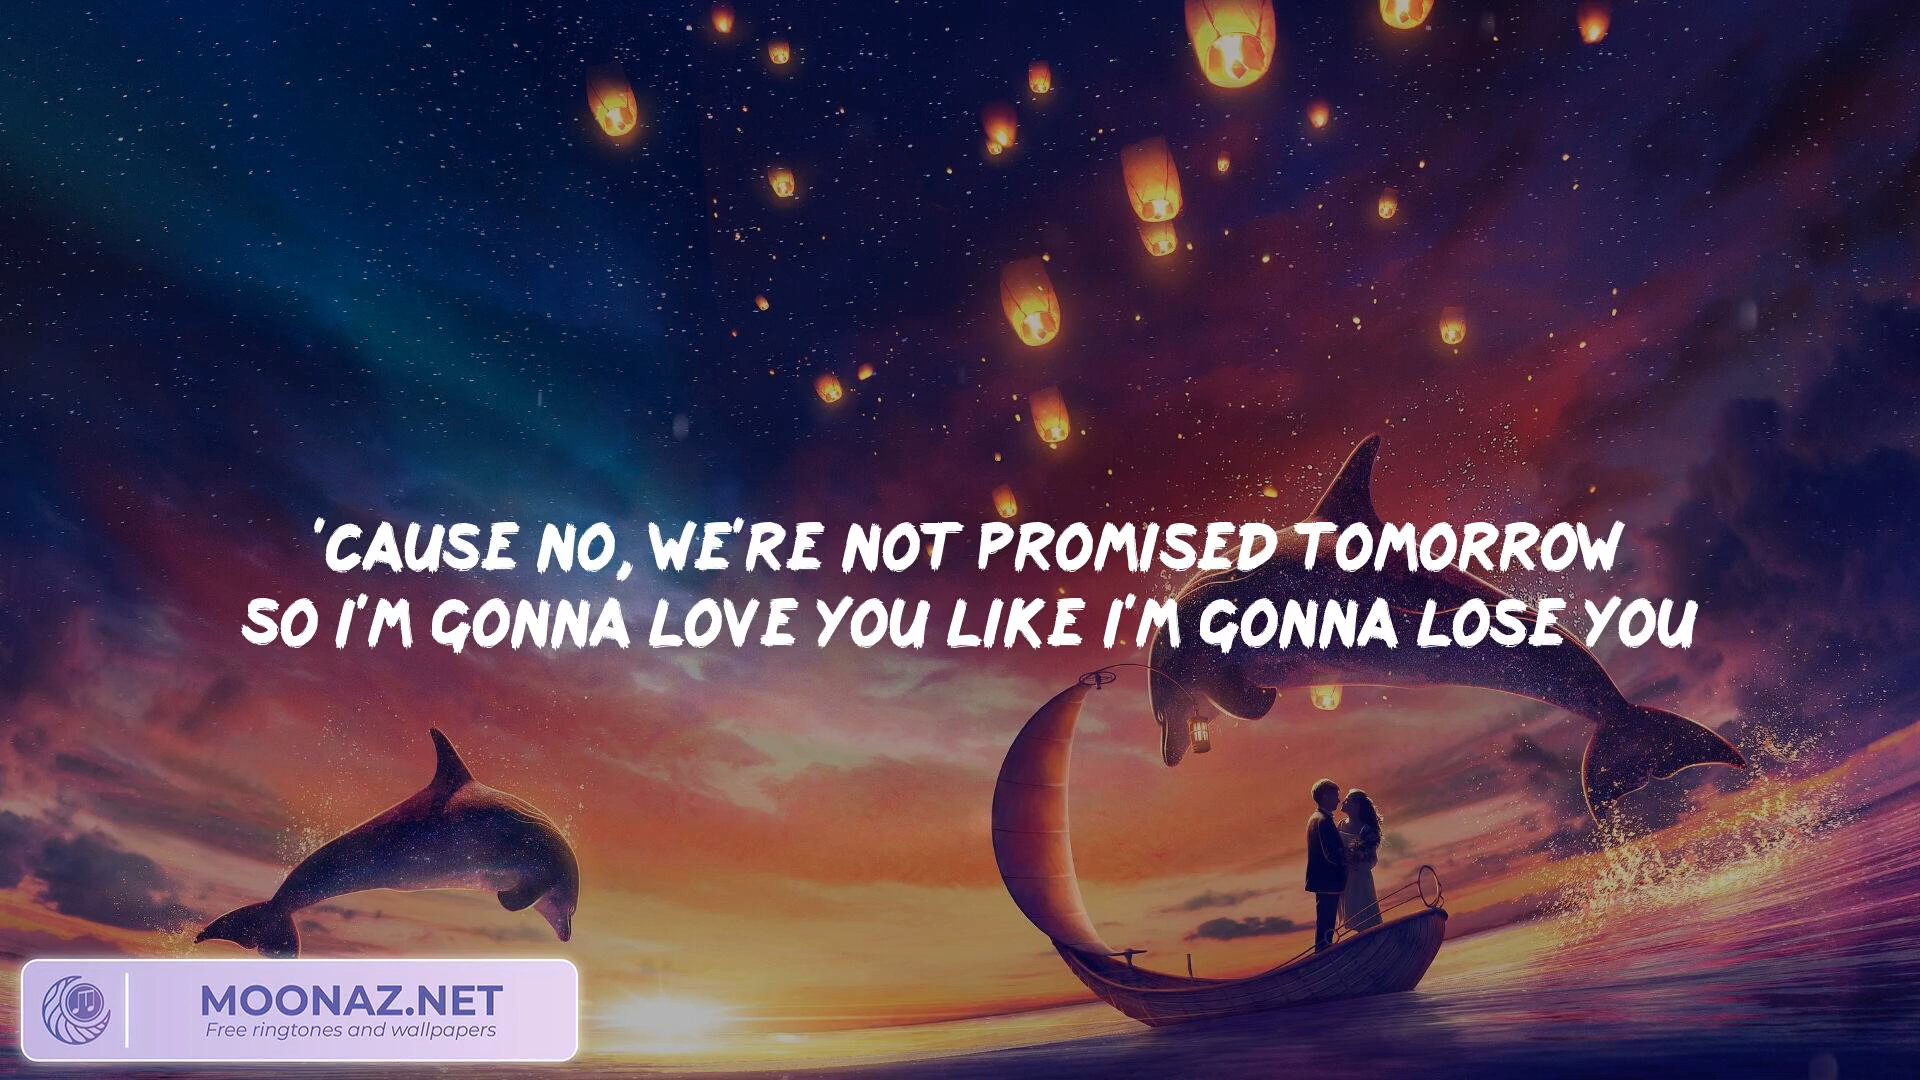 'CAUSE NO, WE'RE NOT PROMISED TOMORROW
SO I'M GONNA LOVE YOU LIKE I'M GONNA LOSE YOU
MOONAZ.NET
Free ringtones and wallpapers